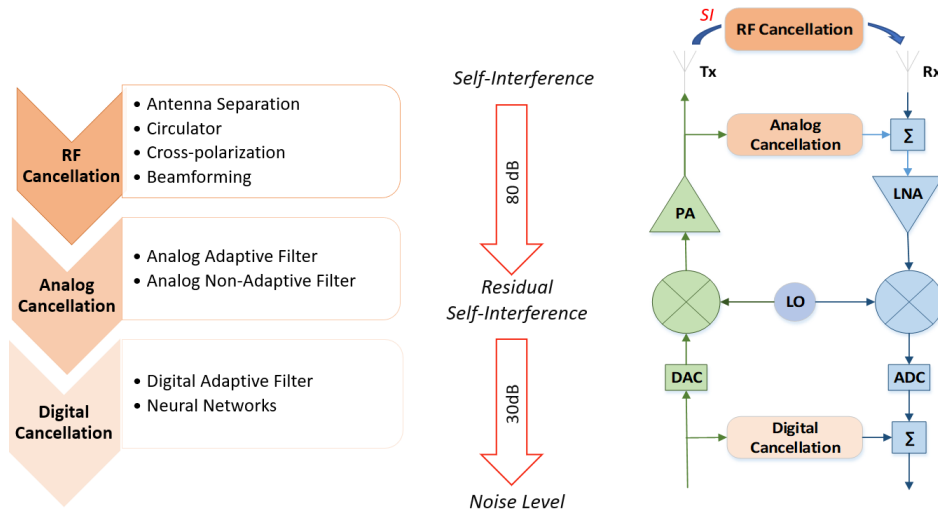 RF
Cancellation
• Antenna Separation
• Circulator
• Cross-polarization
• Beamforming
Analog
Cancellation
• Analog Adaptive Filter
• Analog Non-Adaptive Filter
Digital
Cancellation
• Digital Adaptive Filter
• Neural Networks
Self-Interference
80 dB
Residual
Self-Interference
30dB
Noise Level
SI
RF Cancellation
Tx
Rx
Analog
Cancellation
Σ
PA
LNA
LO
DAC
ADC
Digital
Cancellation
Σ